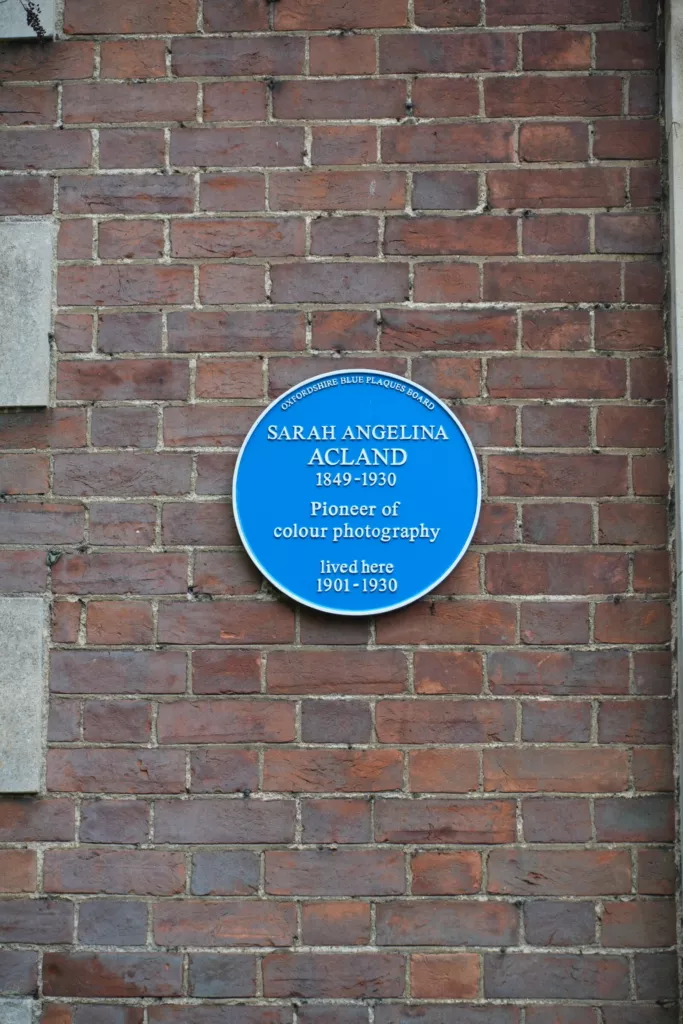 OXFORDSHIRE BLUE PLAQUES BOARD
SARAH ANGELINA
ACLAND
1849-1930
Pioneer of
colour photography
lived here
1901-1930